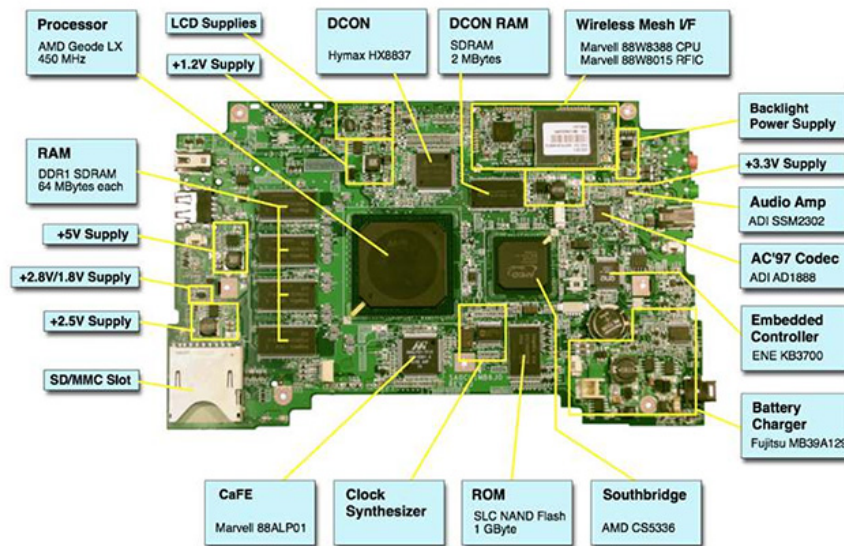 Processor
AMD Geode LX
450 MHz
LCD Supplies
+1.2V Supply
DCON
Hymax HX8837
DCON RAM
SDRAM
2 MBytes
Wireless Mesh I/F
Marvell 88W8388 CPU
Marvell 88W8015 RFIC
Backlight
Power Supply
+3.3V Supply
RAM
DDR1 SDRAM
64 MBytes each
Audio Amp
ADI SSM2302
+5V Supply
AC'97 Codec
ADI AD1888
+2.8V/1.8V Supply
+2.5V Supply
Embedded
Controller
ENE KB3700
SD/MMC Slot
Battery
Charger
Fujitsu MB39A129
CaFE
Marvell 88ALP01
Clock
Synthesizer
ROM
SLC NAND Flash
1 GByte
Southbridge
AMD CS5336